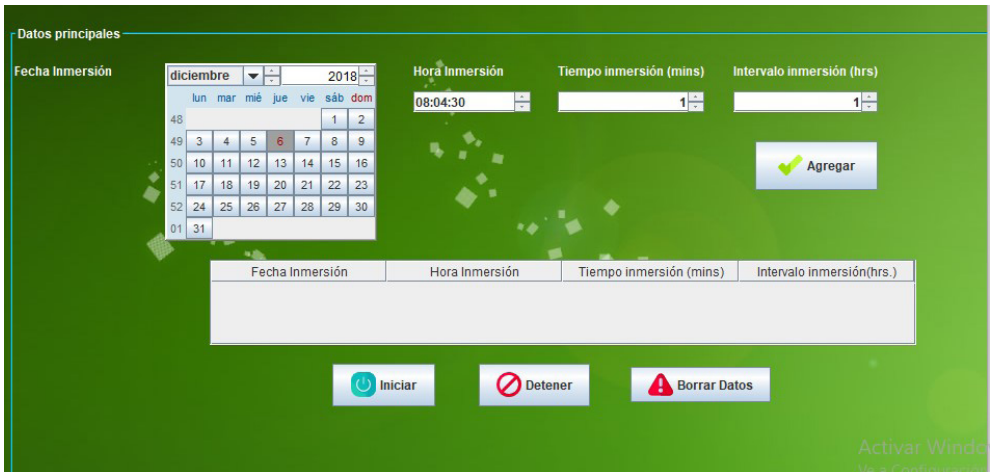 Datos principales
Fecha Inmersión
diciembre 2018
lun mar mié jue vie sáb dom
48 1 2
49 3 4 5 6 7 8 9
50 10 11 12 13 14 15 16
51 17 18 19 20 21 22 23
52 24 25 26 27 28 29 30
01 31
Hora Inmersión
08:04:30
Tiempo inmersión (mins)
1
Intervalo inmersión (hrs)
1
Agregar
Fecha Inmersión Hora Inmersión Tiempo inmersión (mins) Intervalo inmersión(hrs.)
Iniciar Detener Borrar Datos
Activar Windo
Ve a Configuración